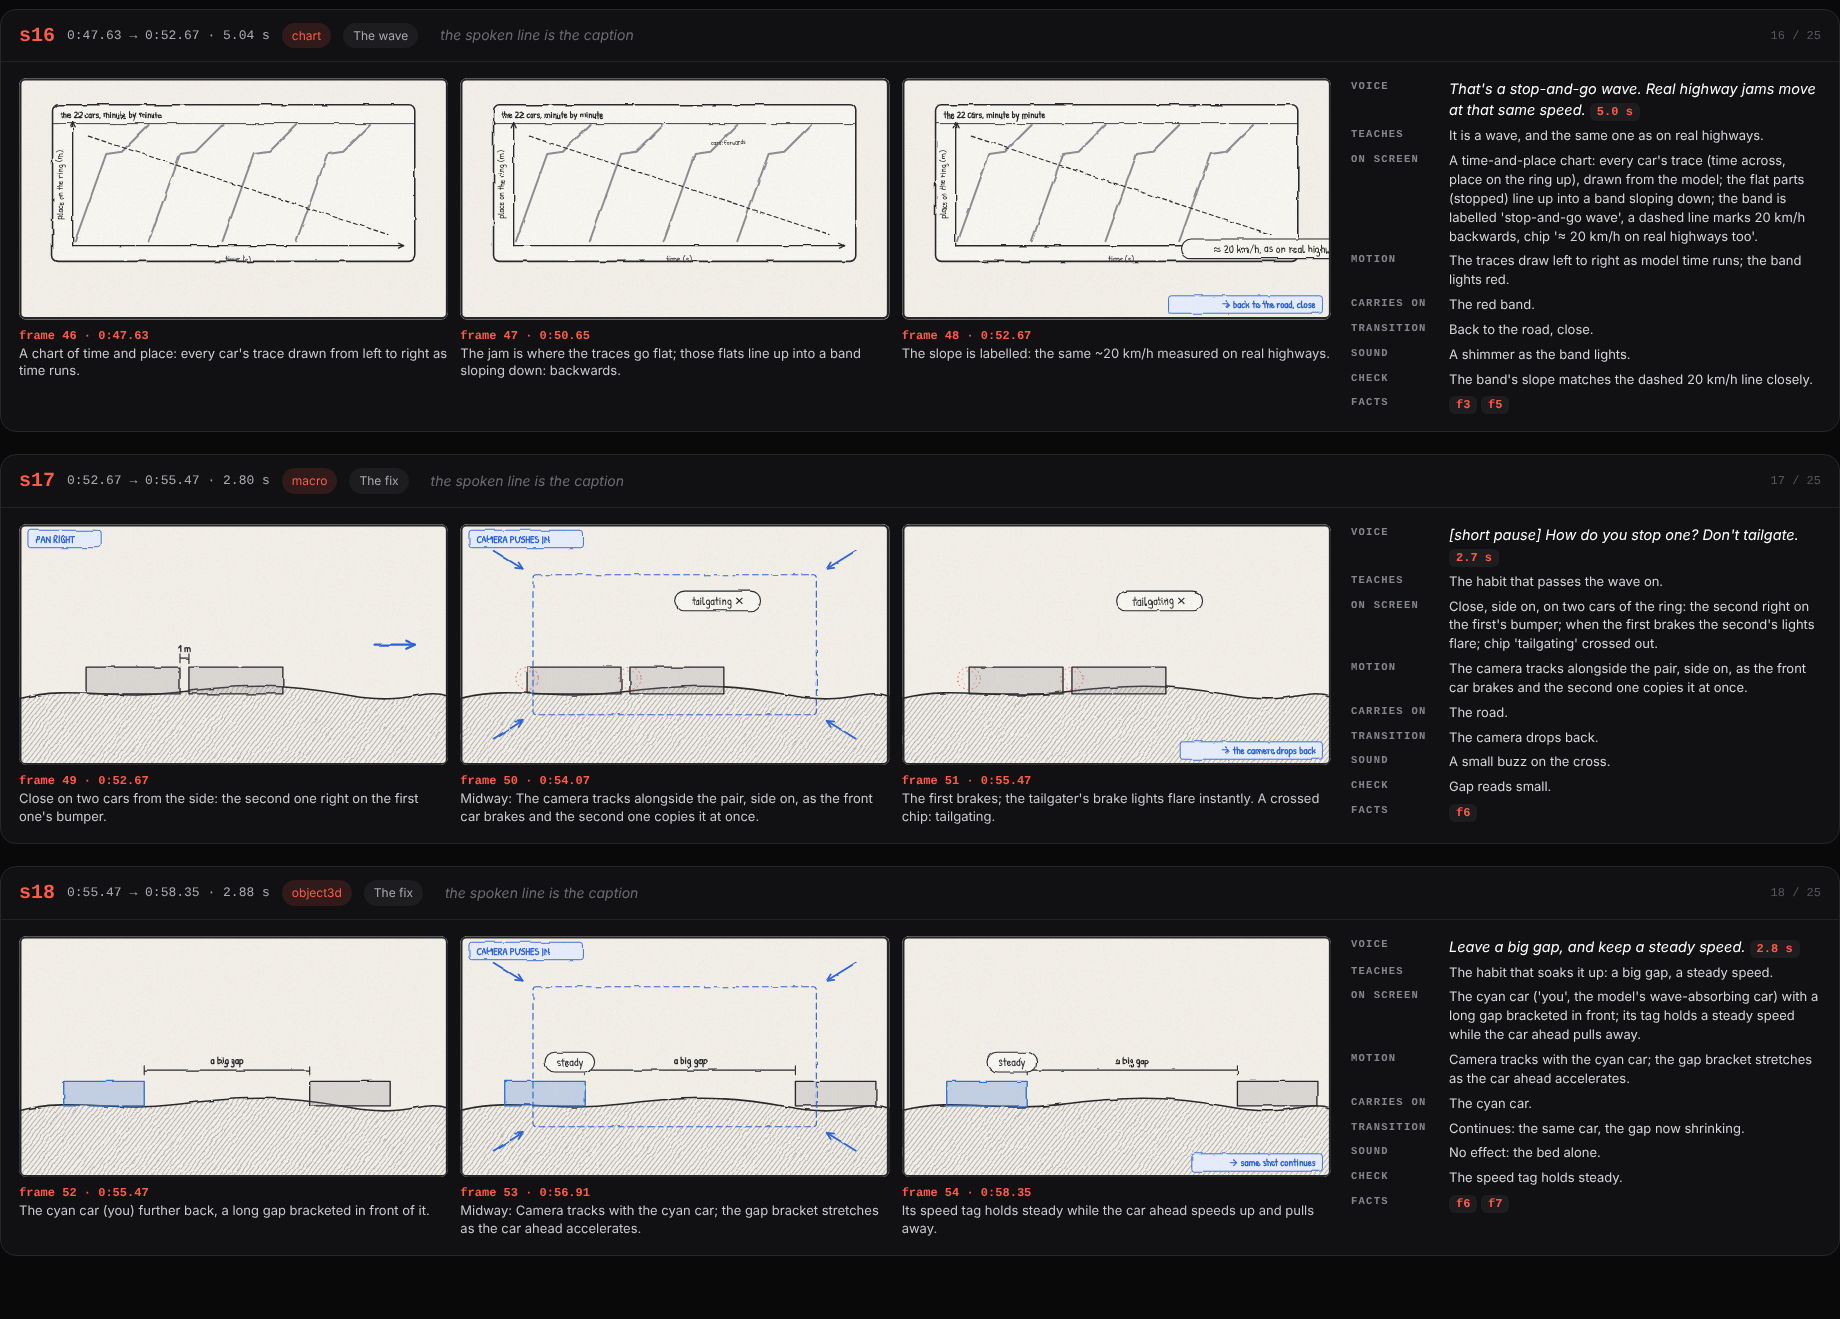 s16 0:47.63 → 0:52.67 · 5.04 s chart The wave the spoken line is the caption 16 / 25
the 22 cars, minute by minute
place on the ring (m)
time (s)
the 22 cars, minute by minute
cars: forwards
place on the ring (m)
time (s)
the 22 cars, minute by minute
place on the ring (m)
time (s)
≈ 20 km/h, as on real highw
→ back to the road, close
frame 46 · 0:47.63
A chart of time and place: every car's trace drawn from left to right as
time runs.
frame 47 · 0:50.65
The jam is where the traces go flat; those flats line up into a band
sloping down: backwards.
frame 48 · 0:52.67
The slope is labelled: the same ~20 km/h measured on real highways.
VOICE That's a stop-and-go wave. Real highway jams move
at that same speed. 5.0 s
TEACHES It is a wave, and the same one as on real highways.
ON SCREEN A time-and-place chart: every car's trace (time across,
place on the ring up), drawn from the model; the flat parts
(stopped) line up into a band sloping down; the band is
labelled 'stop-and-go wave', a dashed line marks 20 km/h
backwards, chip '≈ 20 km/h on real highways too'.
MOTION The traces draw left to right as model time runs; the band
lights red.
CARRIES ON The red band.
TRANSITION Back to the road, close.
SOUND A shimmer as the band lights.
CHECK The band's slope matches the dashed 20 km/h line closely.
FACTS f3 f5
s17 0:52.67 → 0:55.47 · 2.80 s macro The fix the spoken line is the caption 17 / 25
PAN RIGHT
1 m
CAMERA PUSHES IN
tailgating ×
tailgating ×
→ the camera drops back
frame 49 · 0:52.67
Close on two cars from the side: the second one right on the first
one's bumper.
frame 50 · 0:54.07
Midway: The camera tracks alongside the pair, side on, as the front
car brakes and the second one copies it at once.
frame 51 · 0:55.47
The first brakes; the tailgater's brake lights flare instantly. A crossed
chip: tailgating.
VOICE [short pause] How do you stop one? Don't tailgate.
2.7 s
TEACHES The habit that passes the wave on.
ON SCREEN Close, side on, on two cars of the ring: the second right on
the first's bumper; when the first brakes the second's lights
flare; chip 'tailgating' crossed out.
MOTION The camera tracks alongside the pair, side on, as the front
car brakes and the second one copies it at once.
CARRIES ON The road.
TRANSITION The camera drops back.
SOUND A small buzz on the cross.
CHECK Gap reads small.
FACTS f6
s18 0:55.47 → 0:58.35 · 2.88 s object3d The fix the spoken line is the caption 18 / 25
a big gap
CAMERA PUSHES IN
steady
a big gap
steady
a big gap
→ same shot continues
frame 52 · 0:55.47
The cyan car (you) further back, a long gap bracketed in front of it.
frame 53 · 0:56.91
Midway: Camera tracks with the cyan car; the gap bracket stretches
as the car ahead accelerates.
frame 54 · 0:58.35
Its speed tag holds steady while the car ahead speeds up and pulls
away.
VOICE Leave a big gap, and keep a steady speed. 2.8 s
TEACHES The habit that soaks it up: a big gap, a steady speed.
ON SCREEN The cyan car ('you', the model's wave-absorbing car) with a
long gap bracketed in front; its tag holds a steady speed
while the car ahead pulls away.
MOTION Camera tracks with the cyan car; the gap bracket stretches
as the car ahead accelerates.
CARRIES ON The cyan car.
TRANSITION Continues: the same car, the gap now shrinking.
SOUND No effect: the bed alone.
CHECK The speed tag holds steady.
FACTS f6 f7